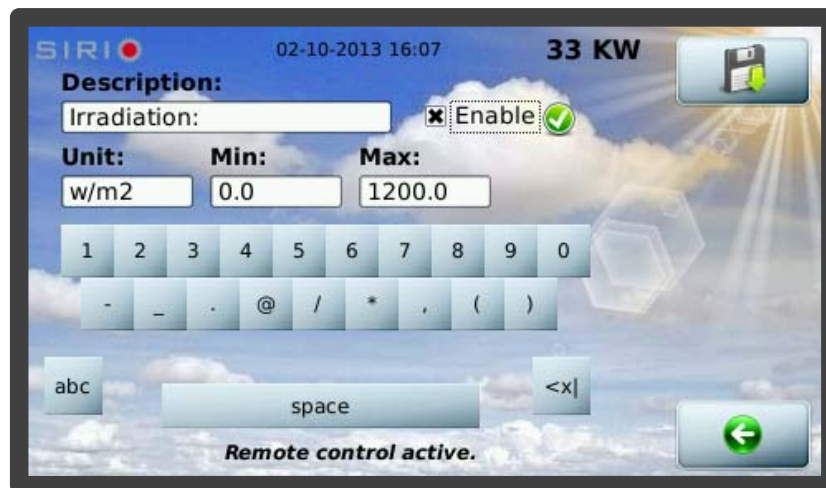 SIRIO 02-10-2013 16:07 33 KW
Description:
Irradiation: Enable
Unit: Min: Max:
w/m2 0.0 1200.0
1 2 3 4 5 6 7 8 9 0
- _ . @ / * , ( )
abc space <x|
Remote control active.